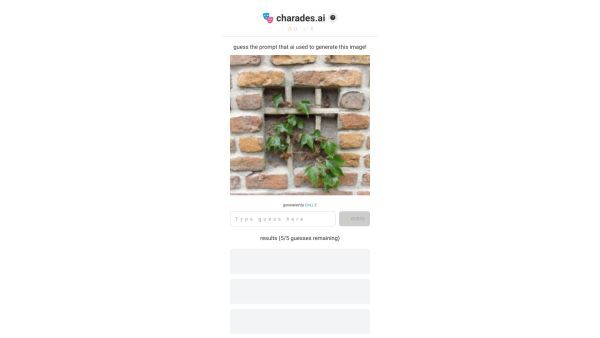 charades.ai ?
guess the prompt that ai used to generate this image!
generated by DALL·E
Type guess here
results (5/5 guesses remaining)